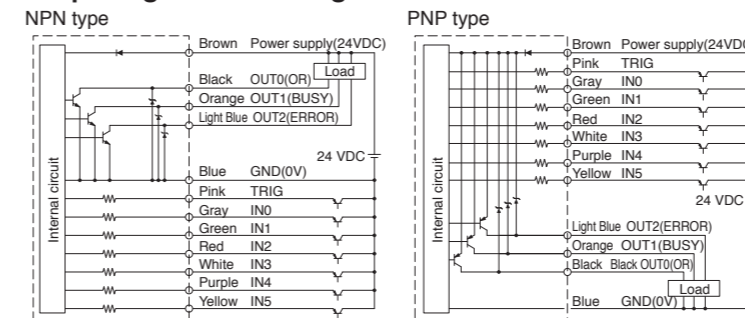 NPN type
Brown Power supply(24VDC)
Load
Black OUT0(OR)
Orange OUT1(BUSY)
Light Blue OUT2(ERROR)
24 VDC
Blue GND(0V)
Pink TRIG
Gray IN0
Green IN1
Red IN2
White IN3
Purple IN4
Yellow IN5
Internal circuit
PNP type
Brown Power supply(24VDC
Pink TRIG
Gray IN0
Green IN1
Red IN2
White IN3
Purple IN4
Yellow IN5
24 VDC
Internal circuit
Light Blue OUT2(ERROR)
Orange OUT1(BUSY)
Black Black OUT0(OR)
Load
Blue GND(0V)